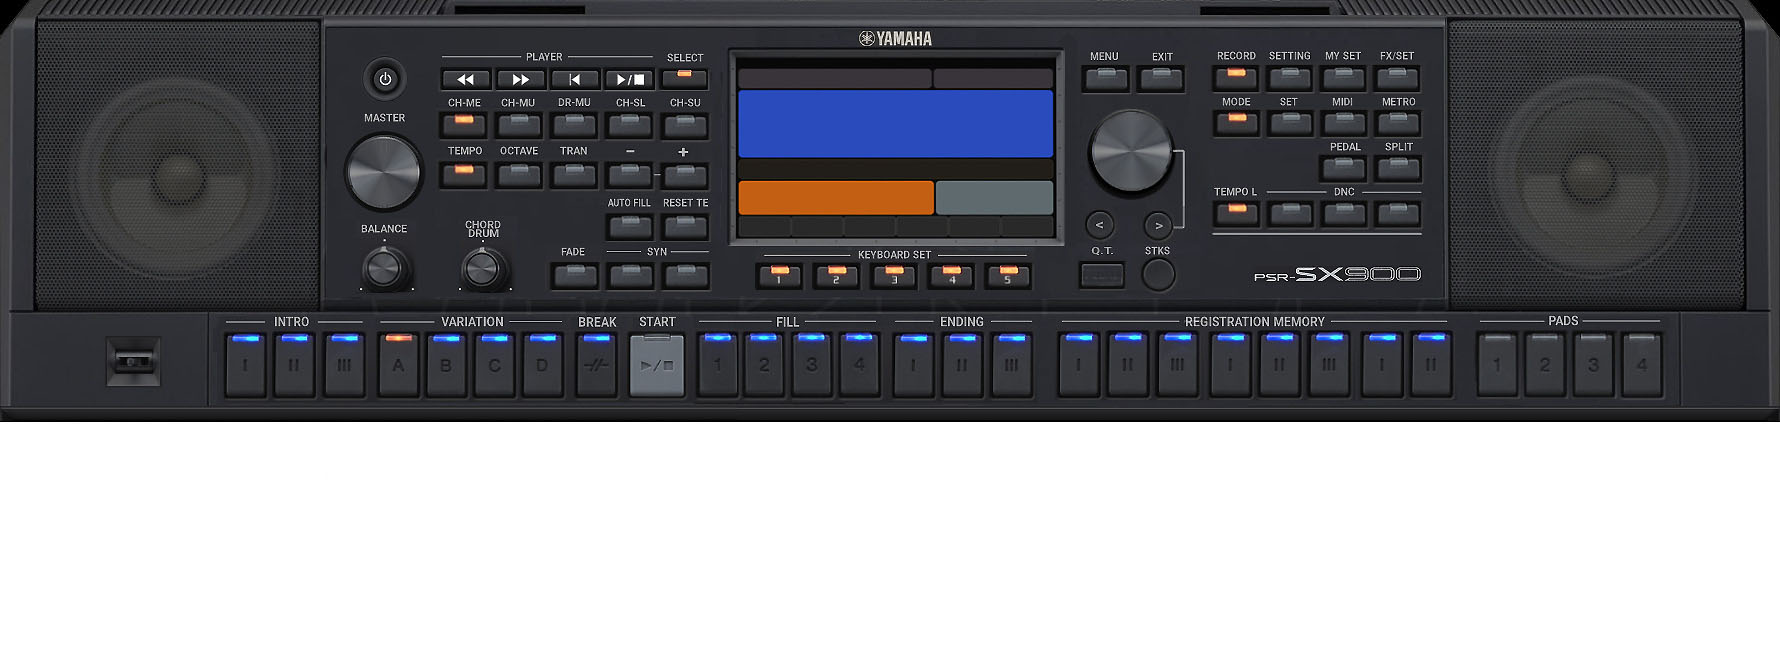 YAMAHA
PLAYER
SELECT
MENU
EXIT
RECORD SETTING MY SET FX/SET
CH-ME CH-MU DR-MU CH-SL CH-SU
MODE SET MIDI METRO
MASTER
TEMPO OCTAVE TRAN - +
PEDAL SPLIT
AUTO FILL RESET TE
TEMPO L DNC
BALANCE
CHORD
DRUM
< >
FADE SYN
KEYBOARD SET
Q.T. STKS
1 2 3 4 5
PSR-SX900
INTRO VARIATION BREAK START FILL ENDING REGISTRATION MEMORY PADS
I II III A B C D 1 2 3 4 I II III I II III I II III I II 1 2 3 4